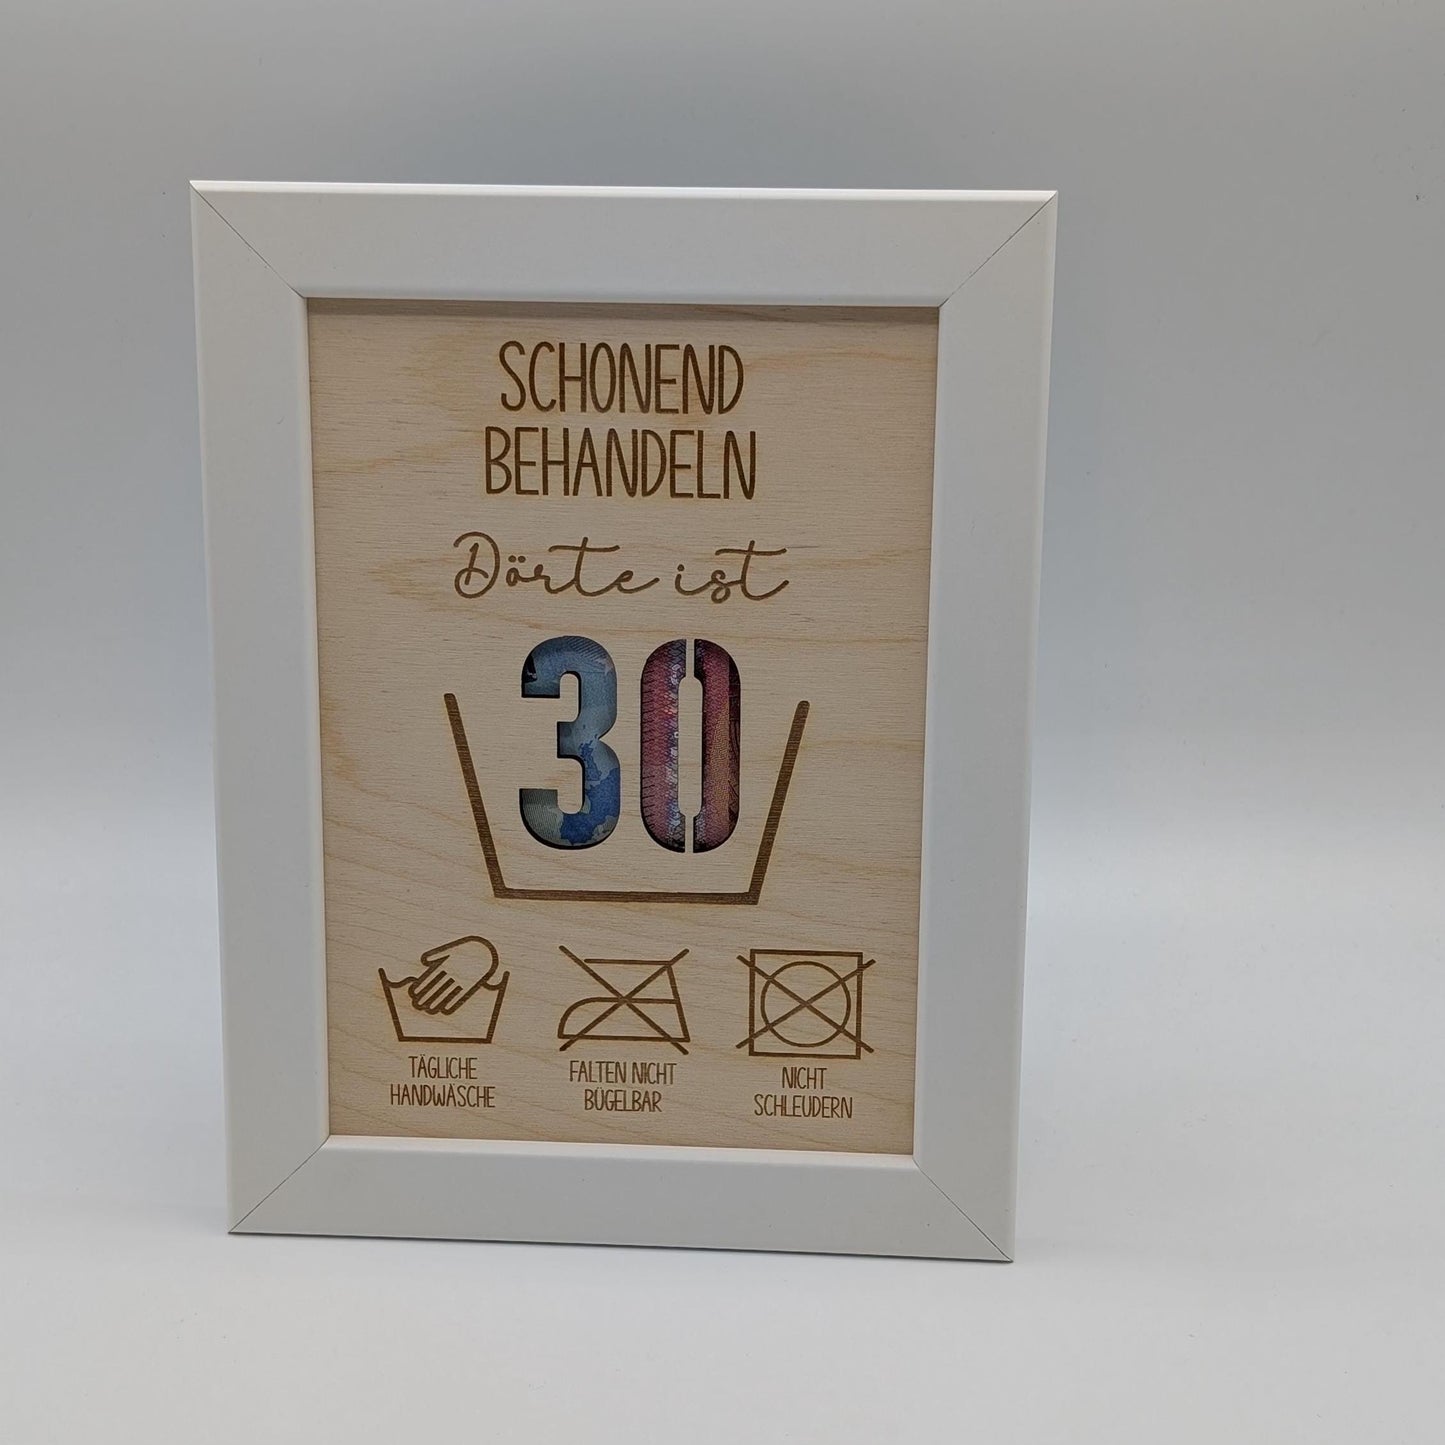 SCHONEND
BEHANDELN
Dörte ist
30
TÄGLICHE
HANDWÄSCHE
FALTEN NICHT
BÜGELBAR
NICHT
SCHLEUDERN